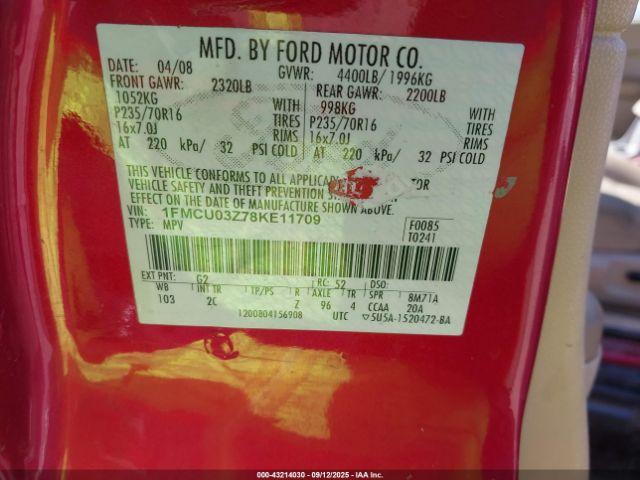 MFD. BY FORD MOTOR CO.
DATE: 04/08 GVWR: 4400LB/ 1996KG
FRONT GAWR: 2320LB REAR GAWR: 2200LB
1052KG WITH 998KG WITH
P235/70R16 TIRES P235/70R16 TIRES
16x7.0J RIMS 16x7.0J RIMS
AT 220 kPa/ 32 PSI COLD AT 220 kPa/ 32 PSI COLD
THIS VEHICLE CONFORMS TO ALL TOR
VEHICLE SAFETY AND THEFT PREVENTION
EFFECT ON THE DATE OF MANUFACTURE SHOWN ABOVE.
VIN: 1FMCU03Z78KE11709 F0085
TYPE: MPV T0241
EXT PNT: G2 RC: 52 DSO:
WB INT TR TP/PS R AXLE TR SPR 8M71A
103 2C Z 96 4 CCAA 20A
1200804156908 UTC 5U5A-1520472-BA
000-43214030 - 09/12/2025 - IAA Inc.